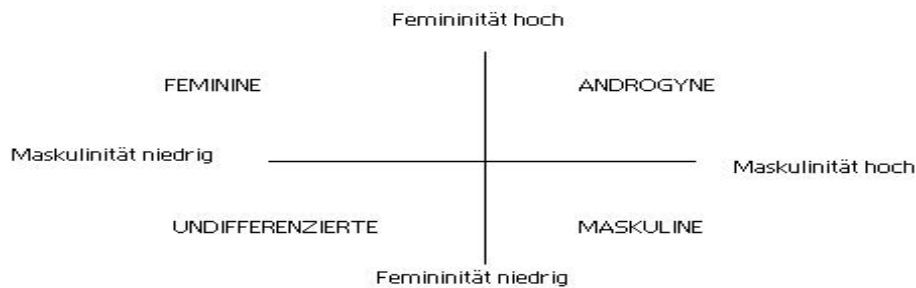 Femininität hoch
FEMININE
ANDROGYNE
Maskulinität niedrig
Maskulinität hoch
UNDIFFERENZIERTE
MASKULINE
Femininität niedrig